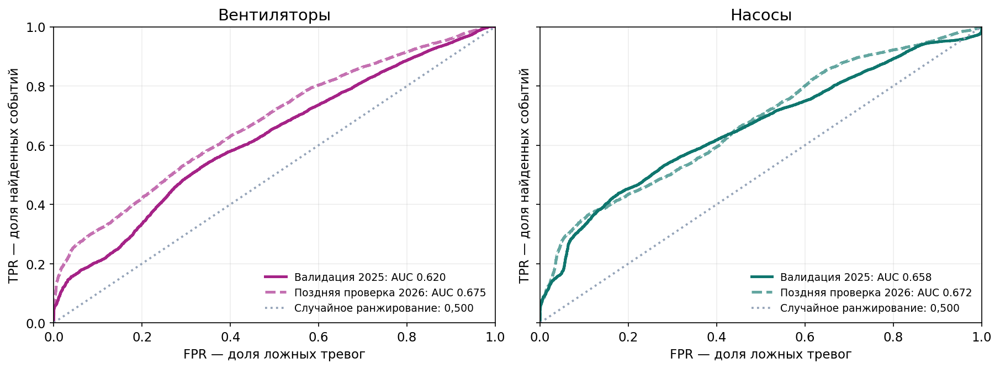 Вентиляторы
TPR — доля найденных событий
1.0
0.8
0.6
0.4
0.2
0.0
0.0 0.2 0.4 0.6 0.8 1.0
FPR — доля ложных тревог
Валидация 2025: AUC 0.620
Поздняя проверка 2026: AUC 0.675
Случайное ранжирование: 0,500
Насосы
TPR — доля найденных событий
0.0 0.2 0.4 0.6 0.8 1.0
FPR — доля ложных тревог
Валидация 2025: AUC 0.658
Поздняя проверка 2026: AUC 0.672
Случайное ранжирование: 0,500